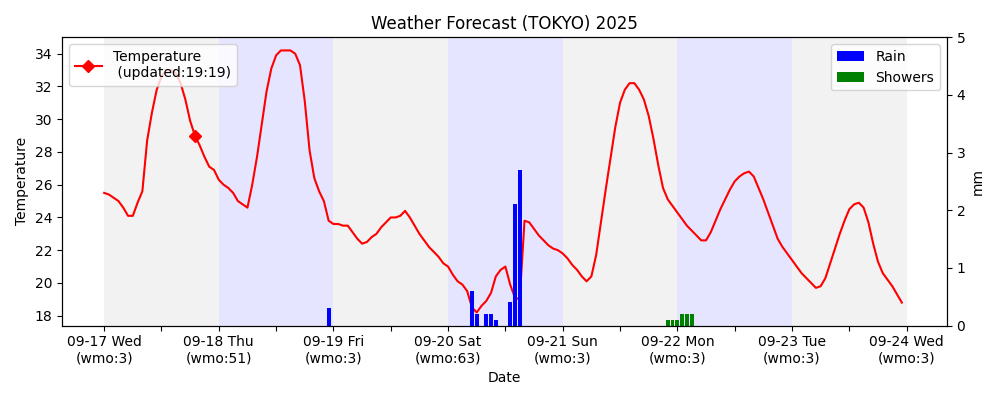 Weather Forecast (TOKYO) 2025
Temperature
(updated:19:19)
Rain
Showers
Temperature
34
32
30
28
26
24
22
20
18
5
4
3
2
1
0
mm
09-17 Wed
(wmo:3)
09-18 Thu
(wmo:51)
09-19 Fri
(wmo:3)
09-20 Sat
(wmo:63)
09-21 Sun
(wmo:3)
09-22 Mon
(wmo:3)
09-23 Tue
(wmo:3)
09-24 Wed
(wmo:3)
Date